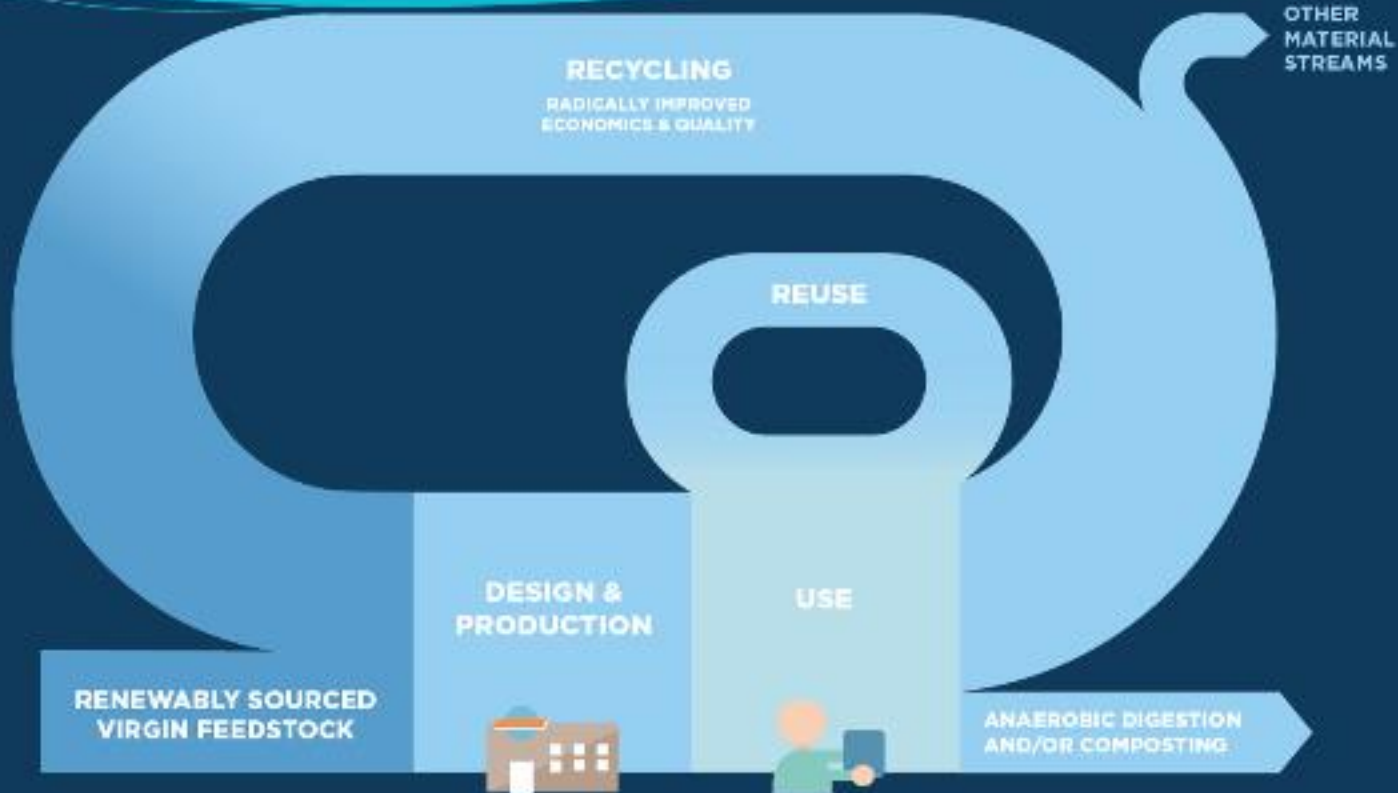 OTHER
MATERIAL
STREAMS
RECYCLING
RADICALLY IMPROVED
ECONOMICS & QUALITY
REUSE
DESIGN &
PRODUCTION
USE
RENEWABLY SOURCED
VIRGIN FEEDSTOCK
ANAEROBIC DIGESTION
AND/OR COMPOSTING